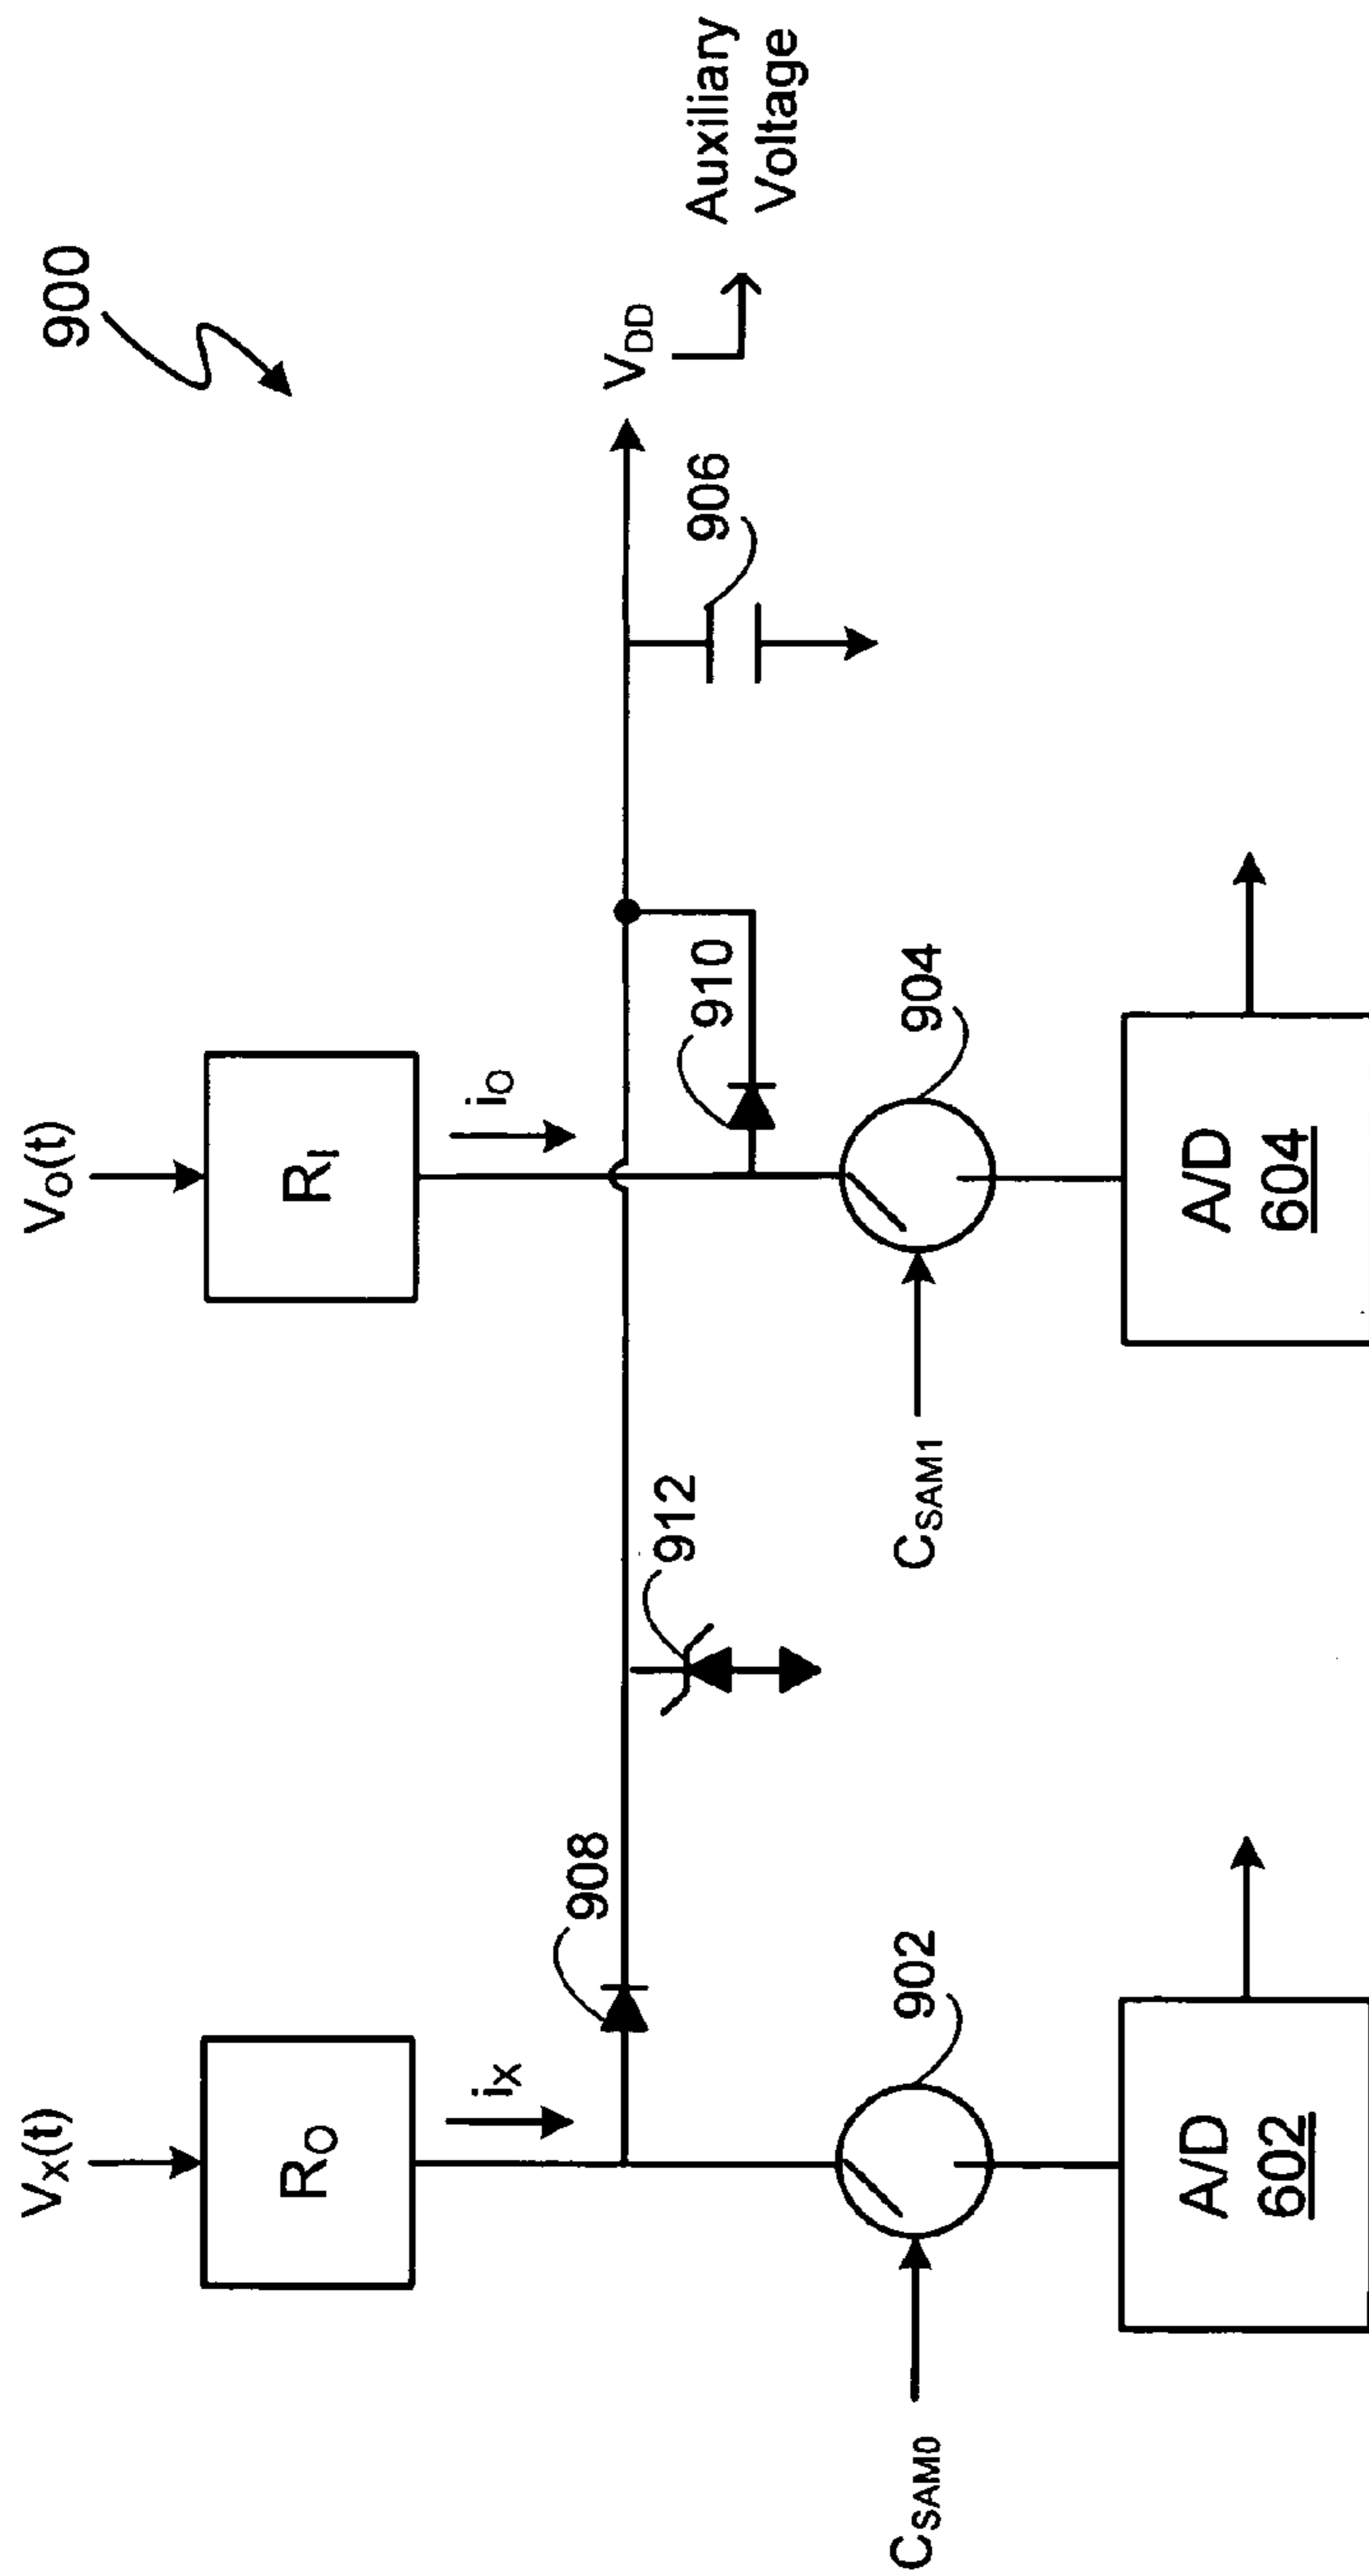 900
Vx(t)
Vo(t)
RO
RI
ix
iO
908
912
910
906
VDD
Auxiliary
Voltage
902
904
CSAM0
CSAM1
A/D
602
A/D
604